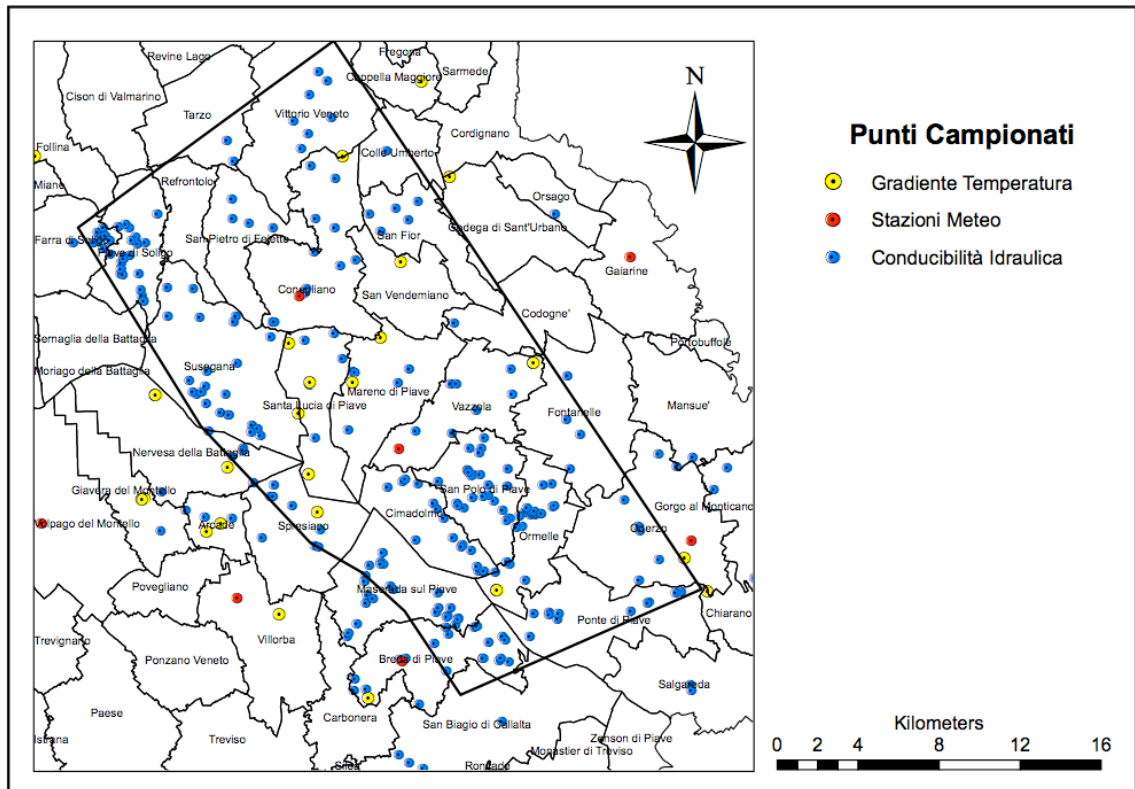 Fregona
Revine Lago
Sarmede
Cappella Maggiore
Cison di Valmarino
Tarzo
Vittorio Veneto
Cordignano
Follina
Colle Umberto
Miane
Refrontolo
Orsago
Gadega di Sant'Urbano
San Fior
San Pietro di Feletto
Farra di Soligo
Pieve di Soligo
Gaiarine
Conegliano
San Vendemiano
Codogne'
Sernaglia della Battaglia
Portobuffolè
Susegana
Moriago della Battaglia
Mareno di Piave
Santa Lucia di Piave
Vazzola
Fontanelle
Mansue'
Nervesa della Battaglia
Giavera del Montello
San Polo di Piave
Gorgo al Monticano
Volpago del Montello
Arcade
Spresiano
Cimadolmo
Ormelle
Oderzo
Povegliano
Maserada sul Piave
Chiarano
Ponte di Piave
Trevignano
Villorba
Ponzano Veneto
Breda di Piave
Salgareda
Paese
Carbonera
San Biagio di Callalta
Zenson di Piave
Istrana
Treviso
Monastier di Treviso
Silea
Roncade
N
Punti Campionati
Gradiente Temperatura
Stazioni Meteo
Conducibilità Idraulica
Kilometers
0 2 4 8 12 16